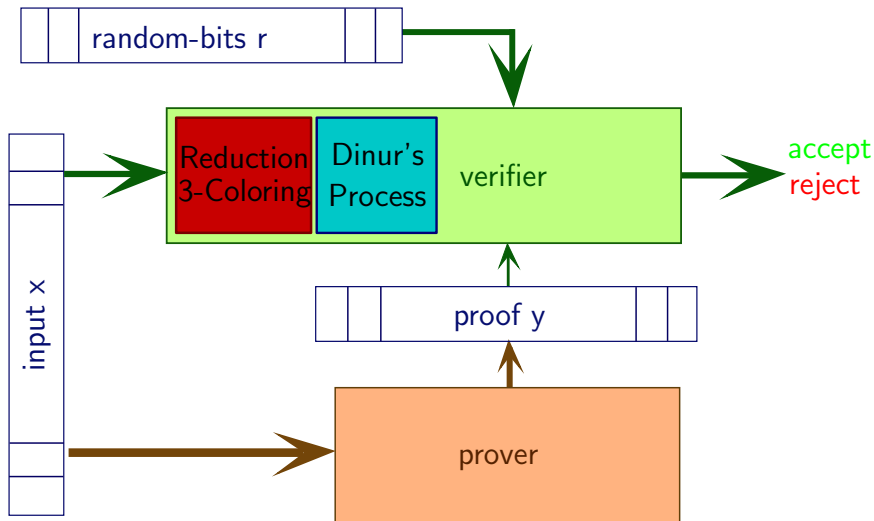 random-bits r
Reduction
3-Coloring
Dinur's
Process
verifier
accept
reject
input x
proof y
prover